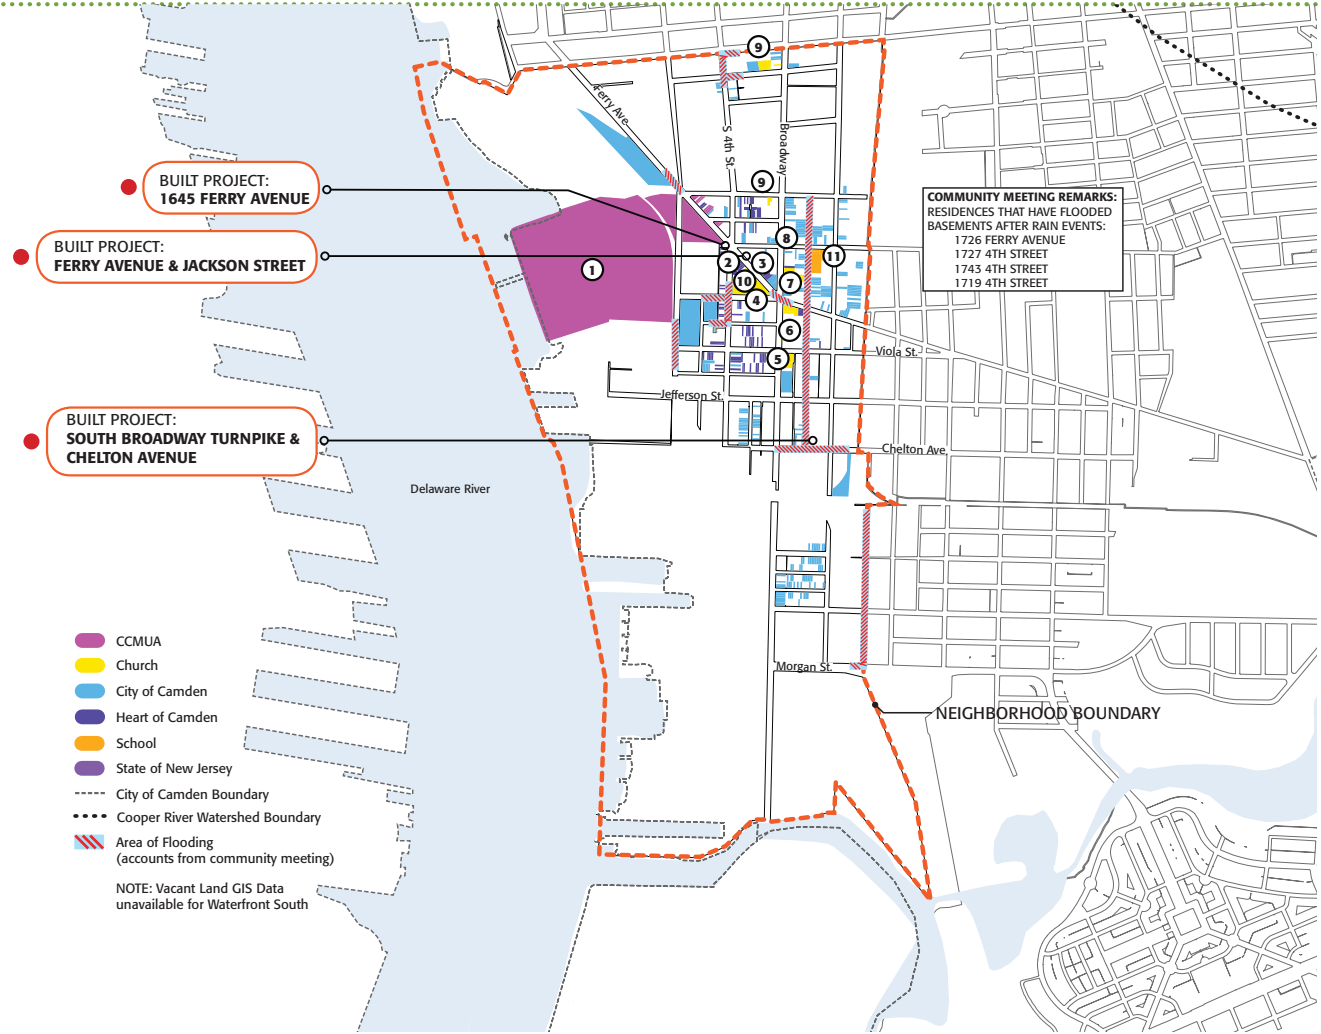 9
Ferry Ave
S 4th St.
Broadway
BUILT PROJECT:
1645 FERRY AVENUE
9
COMMUNITY MEETING REMARKS:
RESIDENCES THAT HAVE FLOODED
BASEMENTS AFTER RAIN EVENTS:
1726 FERRY AVENUE
1727 4TH STREET
1743 4TH STREET
1719 4TH STREET
BUILT PROJECT:
FERRY AVENUE & JACKSON STREET
8
11
1
2
3
10
7
4
6
5
Viola St.
Jefferson St.
BUILT PROJECT:
SOUTH BROADWAY TURNPIKE &
CHELTON AVENUE
Chelton Ave
Delaware River
Morgan St.
NEIGHBORHOOD BOUNDARY
CCMUA
Church
City of Camden
Heart of Camden
School
State of New Jersey
City of Camden Boundary
Cooper River Watershed Boundary
Area of Flooding
(accounts from community meeting)
NOTE: Vacant Land GIS Data
unavailable for Waterfront South